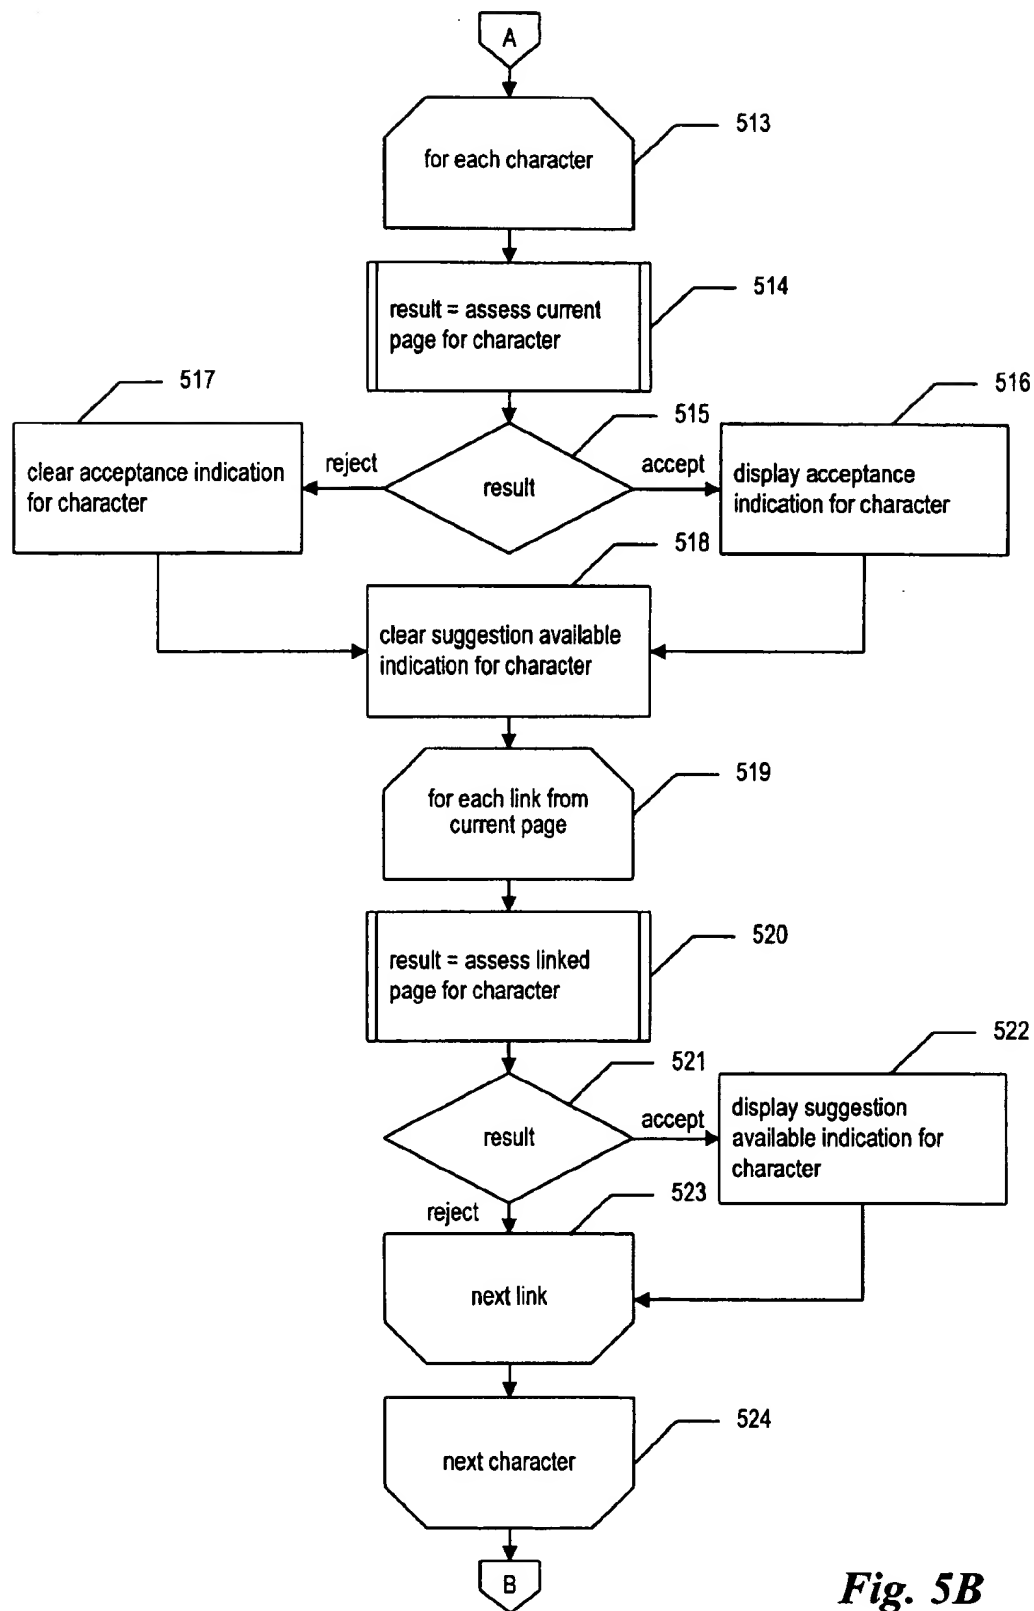 A
513
for each character
514
result = assess current
page for character
517
515
516
clear acceptance indication
for character
reject
result
accept
display acceptance
indication for character
518
clear suggestion available
indication for character
519
for each link from
current page
520
result = assess linked
page for character
521
522
result
accept
display suggestion
available indication for
character
reject
523
next link
524
next character
B
Fig. 5B